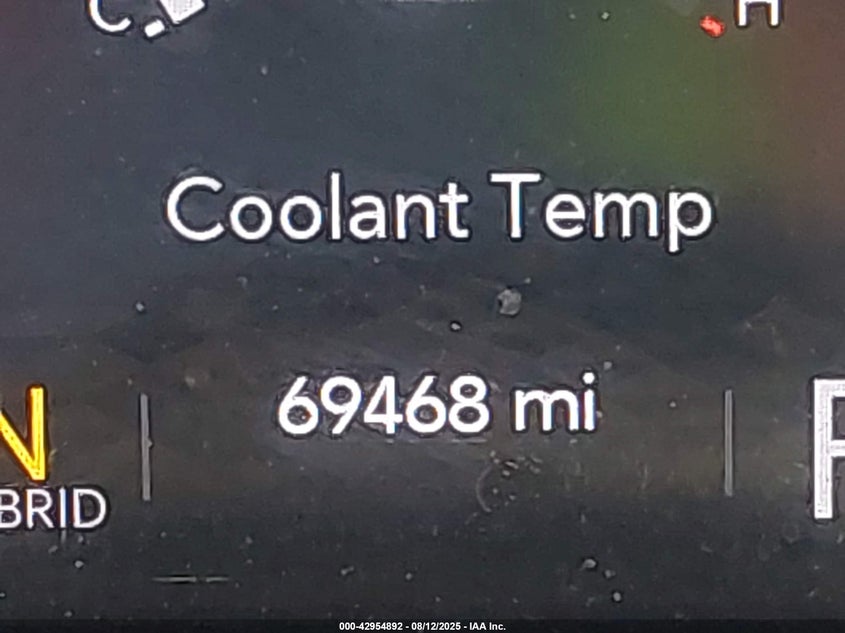 C H
Coolant Temp
69468 mi
N
BRID
000-42954892 - 08/12/2025 - IAA Inc.